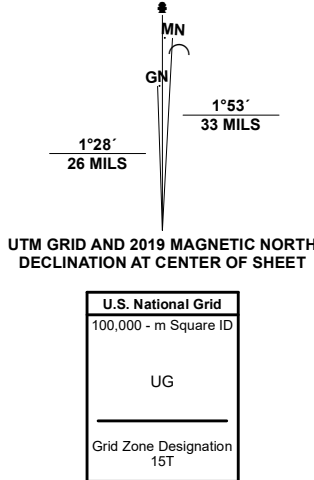 MN
GN
1°53´
33 MILS
1°28´
26 MILS
UTM GRID AND 2019 MAGNETIC NORTH
DECLINATION AT CENTER OF SHEET
U.S. National Grid
100,000 - m Square ID
UG
Grid Zone Designation
15T